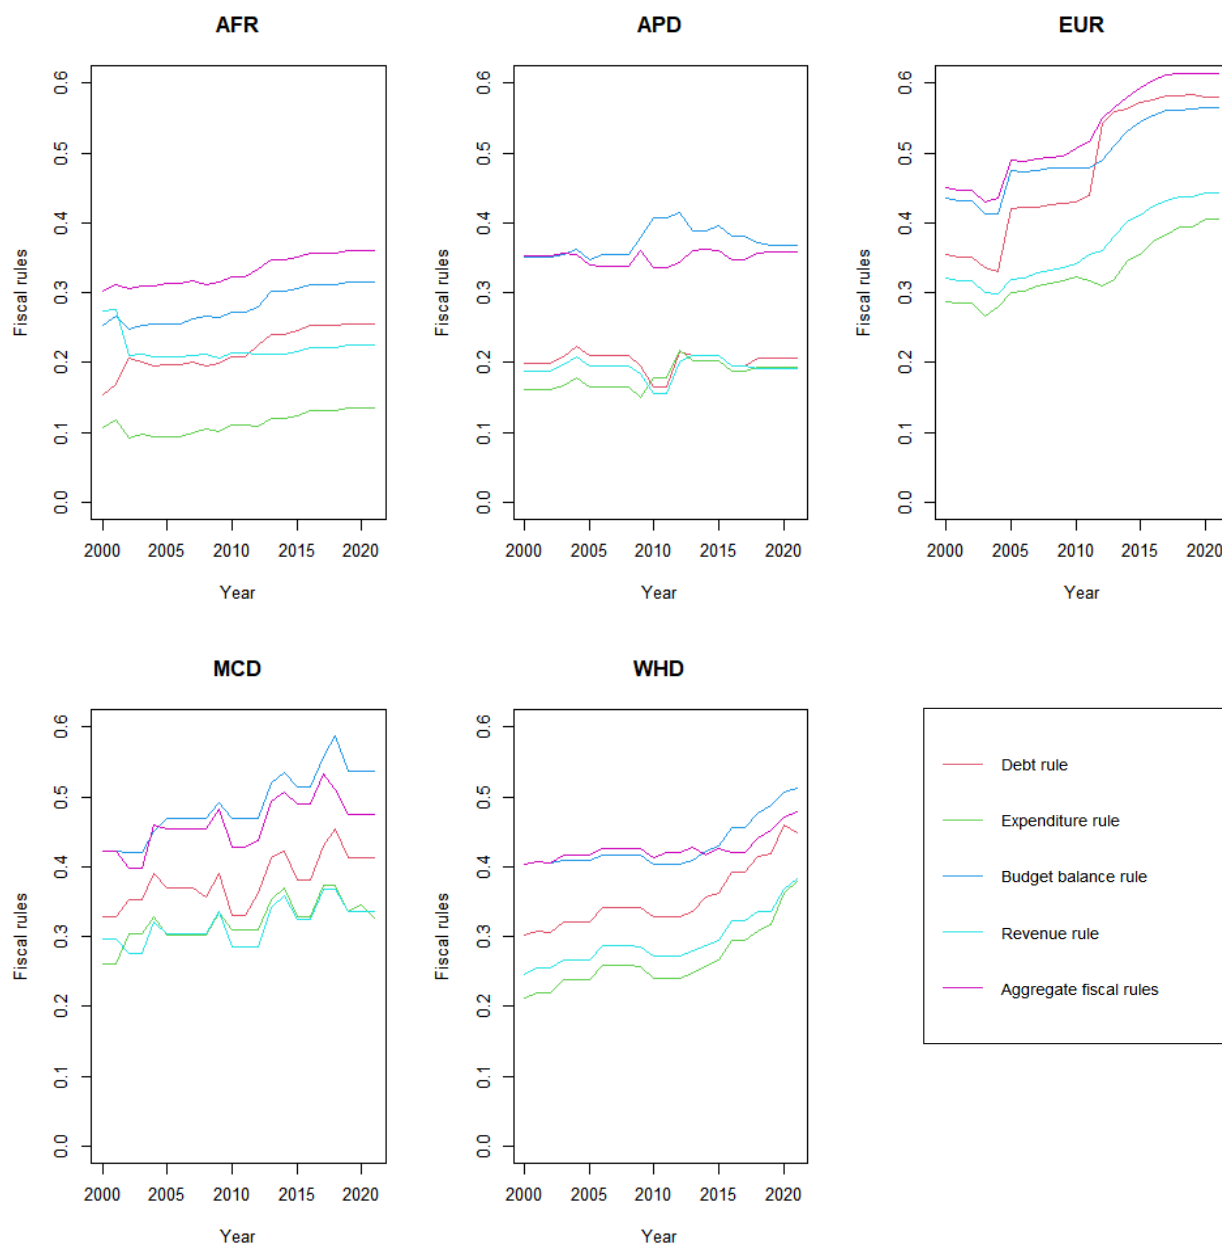 AFR
APD
EUR
Fiscal rules
0.0 0.1 0.2 0.3 0.4 0.5 0.6
2000 2005 2010 2015 2020
Year
Fiscal rules
0.0 0.1 0.2 0.3 0.4 0.5 0.6
2000 2005 2010 2015 2020
Year
Fiscal rules
0.0 0.1 0.2 0.3 0.4 0.5 0.6
2000 2005 2010 2015 2020
Year
MCD
WHD
Fiscal rules
0.0 0.1 0.2 0.3 0.4 0.5 0.6
2000 2005 2010 2015 2020
Year
Fiscal rules
0.0 0.1 0.2 0.3 0.4 0.5 0.6
2000 2005 2010 2015 2020
Year
Debt rule
Expenditure rule
Budget balance rule
Revenue rule
Aggregate fiscal rules